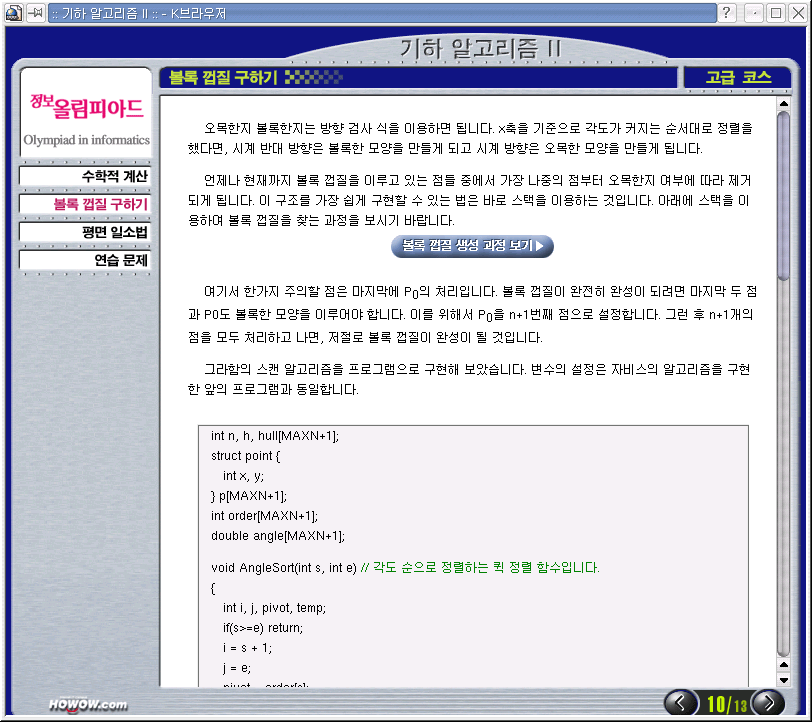 :: 기하 알고리즘 II :: - K브라우저
기하 알고리즘 II
정보올림피아드
Olympiad in informatics
수학적 계산
볼록 껍질 구하기
평면 일소법
연습 문제
볼록 껍질 구하기
고급 코스
오목한지 볼록한지는 방향 검사 식을 이용하면 됩니다. x축을 기준으로 각도가 커지는 순서대로 정렬을
했다면, 시계 반대 방향은 볼록한 모양을 만들게 되고 시계 방향은 오목한 모양을 만들게 됩니다.
언제나 현재까지 볼록 껍질을 이루고 있는 점들 중에서 가장 나중의 점부터 오목한지 여부에 따라 제거
되게 됩니다. 이 구조를 가장 쉽게 구현할 수 있는 법은 바로 스택을 이용하는 것입니다. 아래에 스택을 이
용하여 볼록 껍질을 찾는 과정을 보시기 바랍니다.
볼록 껍질 생성 과정 보기▶
여기서 한가지 주의할 점은 마지막에 P0의 처리입니다. 볼록 껍질이 완전히 완성이 되려면 마지막 두 점
과 P0도 볼록한 모양을 이루어야 합니다. 이를 위해서 P0을 n+1번째 점으로 설정합니다. 그런 후 n+1개의
점을 모두 처리하고 나면, 저절로 볼록 껍질이 완성이 될 것입니다.
그라함의 스캔 알고리즘을 프로그램으로 구현해 보았습니다. 변수의 설정은 자비스의 알고리즘을 구현
한 앞의 프로그램과 동일합니다.
int n, h, hull[MAXN+1];
struct point {
int x, y;
} p[MAXN+1];
int order[MAXN+1];
double angle[MAXN+1];
void AngleSort(int s, int e) // 각도 순으로 정렬하는 퀵 정렬 함수입니다.
{
int i, j, pivot, temp;
if(s>=e) return;
i = s + 1;
j = e;
pivot = order[s];
HOWOW.com
10/13